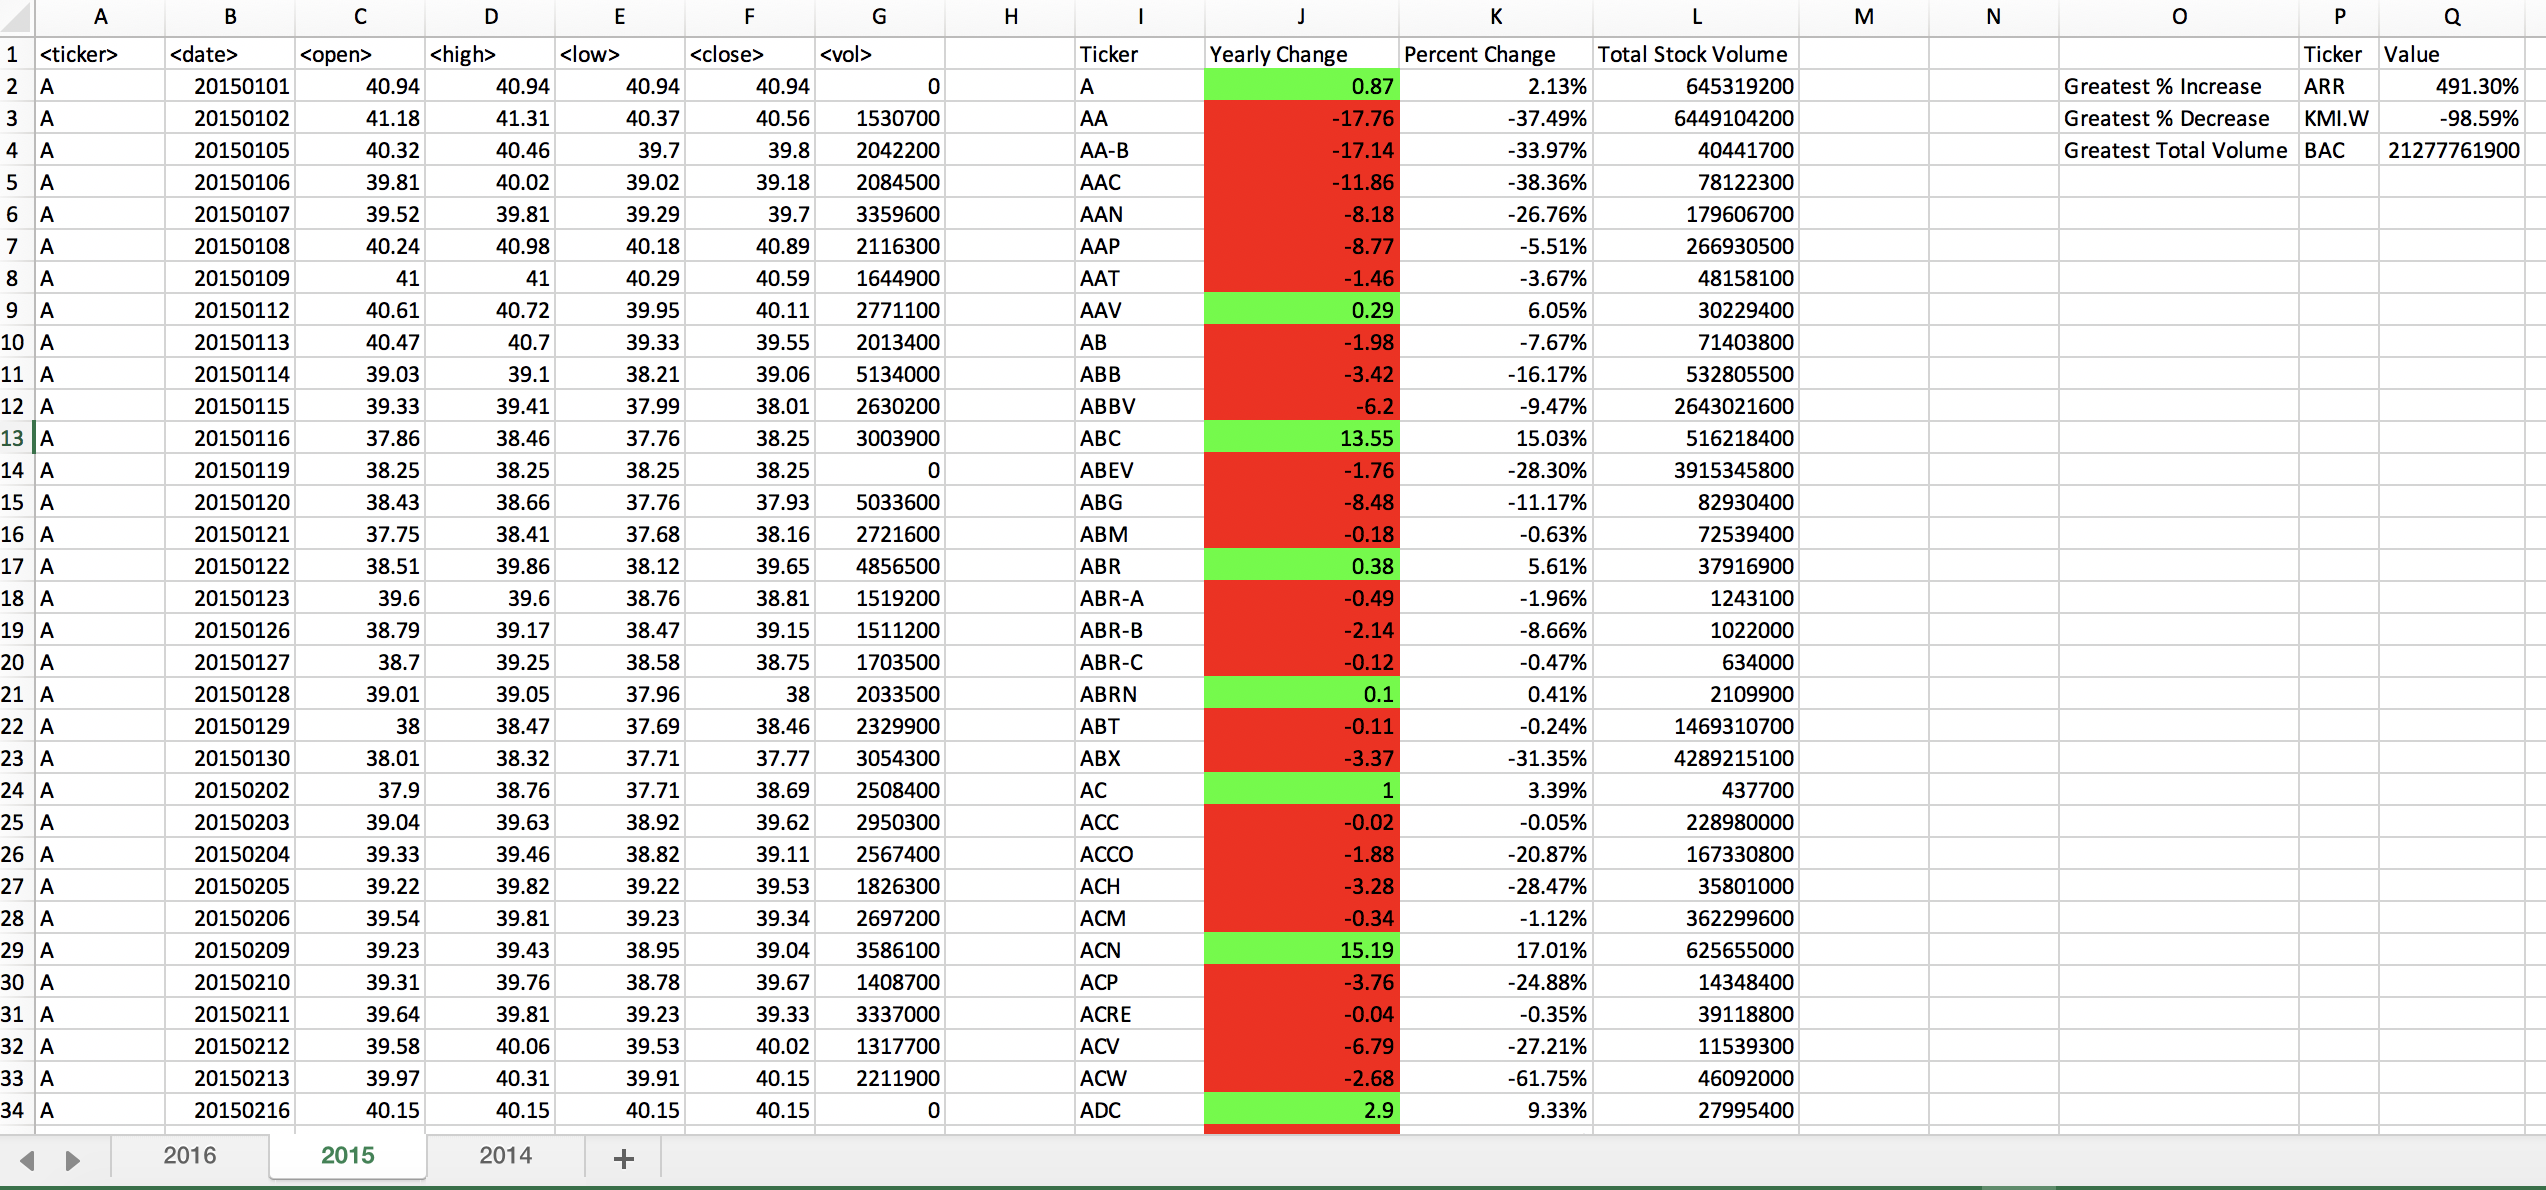 A B C D E F G H I J K L M N O P Q
1 <ticker> <date> <open> <high> <low> <close> <vol> Ticker Yearly Change Percent Change Total Stock Volume Ticker Value
2 A 20150101 40.94 40.94 40.94 40.94 0 A 0.87 2.13% 645319200 Greatest % Increase ARR 491.30%
3 A 20150102 41.18 41.31 40.37 40.56 1530700 AA -17.76 -37.49% 6449104200 Greatest % Decrease KMI.W -98.59%
4 A 20150105 40.32 40.46 39.7 39.8 2042200 AA-B -17.14 -33.97% 40441700 Greatest Total Volume BAC 21277761900
5 A 20150106 39.81 40.02 39.02 39.18 2084500 AAC -11.86 -38.36% 78122300
6 A 20150107 39.52 39.81 39.29 39.7 3359600 AAN -8.18 -26.76% 179606700
7 A 20150108 40.24 40.98 40.18 40.89 2116300 AAP -8.77 -5.51% 266930500
8 A 20150109 41 41 40.29 40.59 1644900 AAT -1.46 -3.67% 48158100
9 A 20150112 40.61 40.72 39.95 40.11 2771100 AAV 0.29 6.05% 30229400
10 A 20150113 40.47 40.7 39.33 39.55 2013400 AB -1.98 -7.67% 71403800
11 A 20150114 39.03 39.1 38.21 39.06 5134000 ABB -3.42 -16.17% 532805500
12 A 20150115 39.33 39.41 37.99 38.01 2630200 ABBV -6.2 -9.47% 2643021600
13 A 20150116 37.86 38.46 37.76 38.25 3003900 ABC 13.55 15.03% 516218400
14 A 20150119 38.25 38.25 38.25 38.25 0 ABEV -1.76 -28.30% 3915345800
15 A 20150120 38.43 38.66 37.76 37.93 5033600 ABG -8.48 -11.17% 82930400
16 A 20150121 37.75 38.41 37.68 38.16 2721600 ABM -0.18 -0.63% 72539400
17 A 20150122 38.51 39.86 38.12 39.65 4856500 ABR 0.38 5.61% 37916900
18 A 20150123 39.6 39.6 38.76 38.81 1519200 ABR-A -0.49 -1.96% 1243100
19 A 20150126 38.79 39.17 38.47 39.15 1511200 ABR-B -2.14 -8.66% 1022000
20 A 20150127 38.7 39.25 38.58 38.75 1703500 ABR-C -0.12 -0.47% 634000
21 A 20150128 39.01 39.05 37.96 38 2033500 ABRN 0.1 0.41% 2109900
22 A 20150129 38 38.47 37.69 38.46 2329900 ABT -0.11 -0.24% 1469310700
23 A 20150130 38.01 38.32 37.71 37.77 3054300 ABX -3.37 -31.35% 4289215100
24 A 20150202 37.9 38.76 37.71 38.69 2508400 AC 1 3.39% 437700
25 A 20150203 39.04 39.63 38.92 39.62 2950300 ACC -0.02 -0.05% 228980000
26 A 20150204 39.33 39.46 38.82 39.11 2567400 ACCO -1.88 -20.87% 167330800
27 A 20150205 39.22 39.82 39.22 39.53 1826300 ACH -3.28 -28.47% 35801000
28 A 20150206 39.54 39.81 39.23 39.34 2697200 ACM -0.34 -1.12% 362299600
29 A 20150209 39.23 39.43 38.95 39.04 3586100 ACN 15.19 17.01% 625655000
30 A 20150210 39.31 39.76 38.78 39.67 1408700 ACP -3.76 -24.88% 14348400
31 A 20150211 39.64 39.81 39.23 39.33 3337000 ACRE -0.04 -0.35% 39118800
32 A 20150212 39.58 40.06 39.53 40.02 1317700 ACV -6.79 -27.21% 11539300
33 A 20150213 39.97 40.31 39.91 40.15 2211900 ACW -2.68 -61.75% 46092000
34 A 20150216 40.15 40.15 40.15 40.15 0 ADC 2.9 9.33% 27995400
2016 2015 2014 +